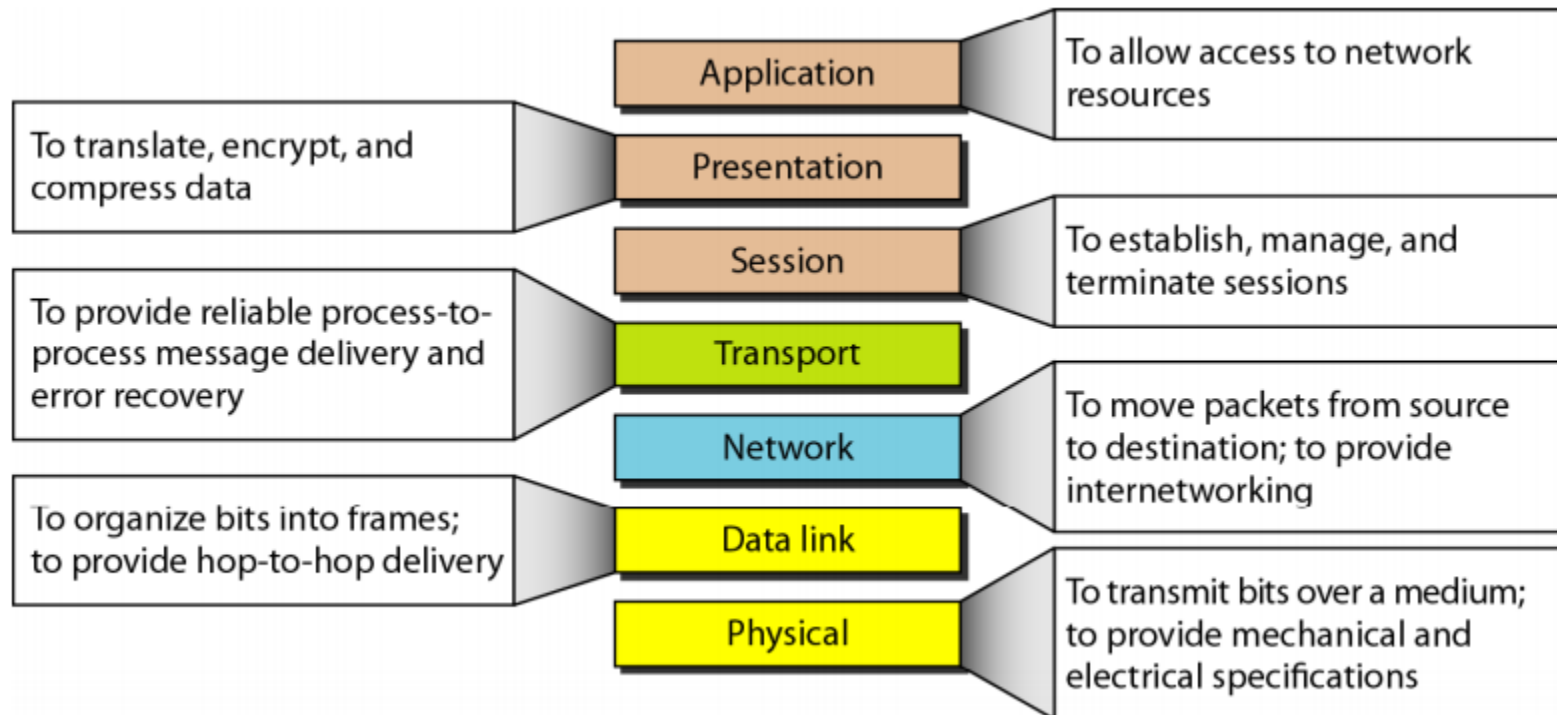 Application
To allow access to network
resources
To translate, encrypt, and
compress data
Presentation
Session
To establish, manage, and
terminate sessions
To provide reliable process-to-
process message delivery and
error recovery
Transport
Network
To move packets from source
to destination; to provide
internetworking
To organize bits into frames;
to provide hop-to-hop delivery
Data link
Physical
To transmit bits over a medium;
to provide mechanical and
electrical specifications